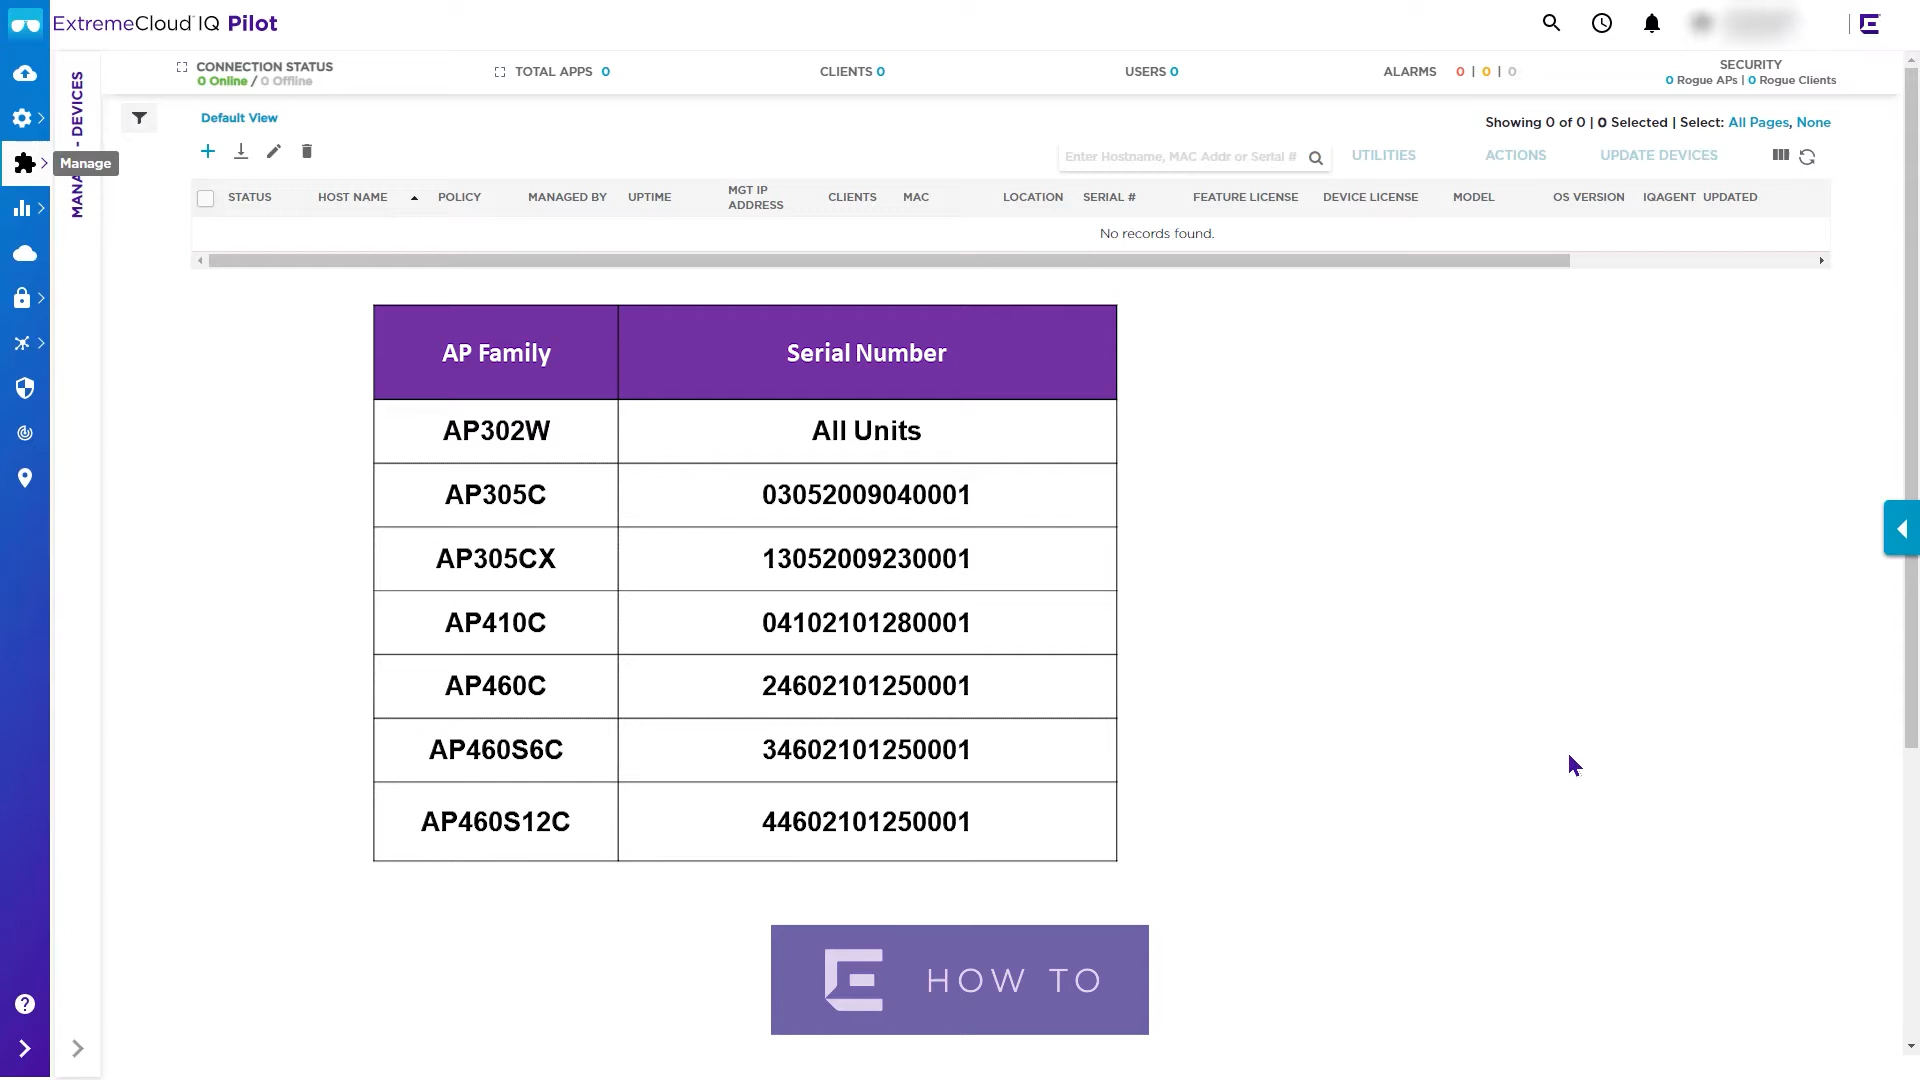 ExtremeCloud IQ Pilot
CONNECTION STATUS
0 Online / 0 Offline
TOTAL APPS 0
CLIENTS 0
USERS 0
ALARMS 0 | 0 | 0
SECURITY
0 Rogue APs | 0 Rogue Clients
MANA - DEVICES
Manage
Default View
Showing 0 of 0 | 0 Selected | Select: All Pages, None
Enter Hostname, MAC Addr or Serial #
UTILITIES
ACTIONS
UPDATE DEVICES
STATUS HOST NAME POLICY MANAGED BY UPTIME MGT IP ADDRESS CLIENTS MAC LOCATION SERIAL # FEATURE LICENSE DEVICE LICENSE MODEL OS VERSION IQAGENT UPDATED
No records found.
AP Family Serial Number
AP302W All Units
AP305C 03052009040001
AP305CX 13052009230001
AP410C 04102101280001
AP460C 24602101250001
AP460S6C 34602101250001
AP460S12C 44602101250001
HOW TO